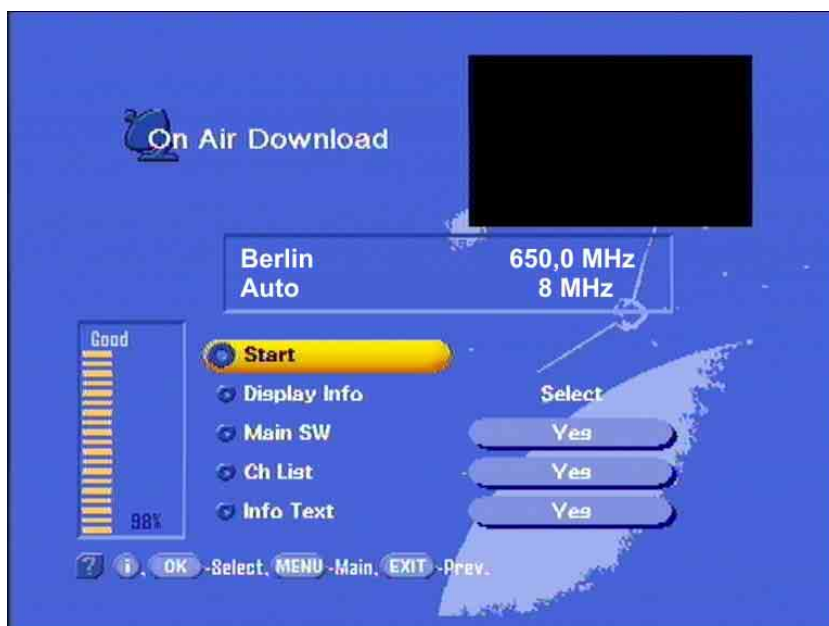 On Air Download
Berlin 650,0 MHz
Auto 8 MHz
Good
Start
Display Info Select
Main SW Yes
Ch List Yes
Info Text Yes
98%
? i, OK -Select, MENU -Main, EXIT -Prev.